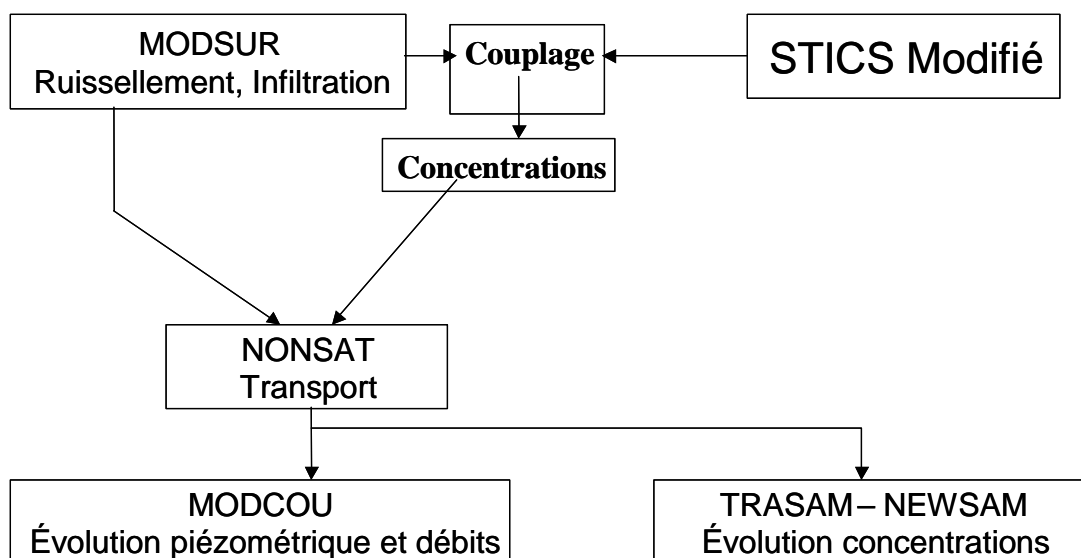 MODSUR
Ruissellement, Infiltration
Couplage
STICS Modifié
Concentrations
NONSAT
Transport
MODCOU
Évolution piézométrique et débits
TRASAM – NEWSAM
Évolution concentrations